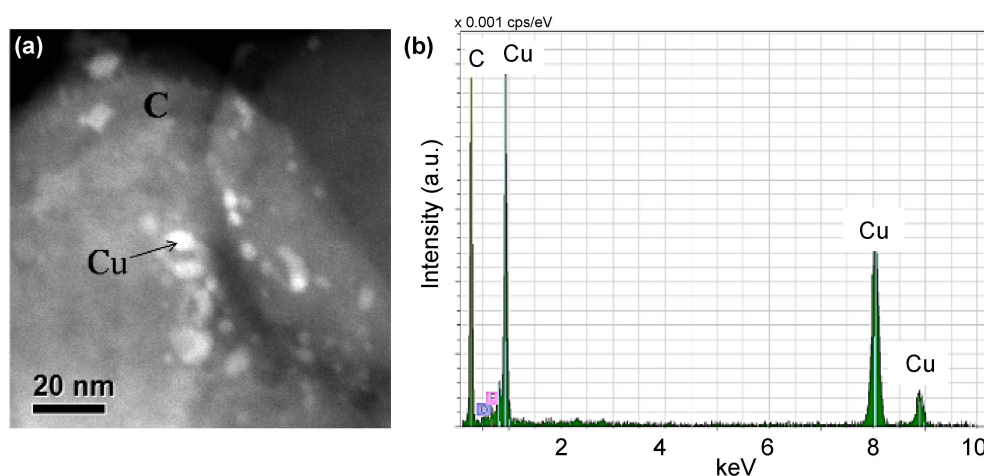 (a)
C
Cu
20 nm
(b)
x 0.001 cps/eV
C
Cu
Cu
Cu
Intensity (a.u.)
2 4 6 8 10
keV